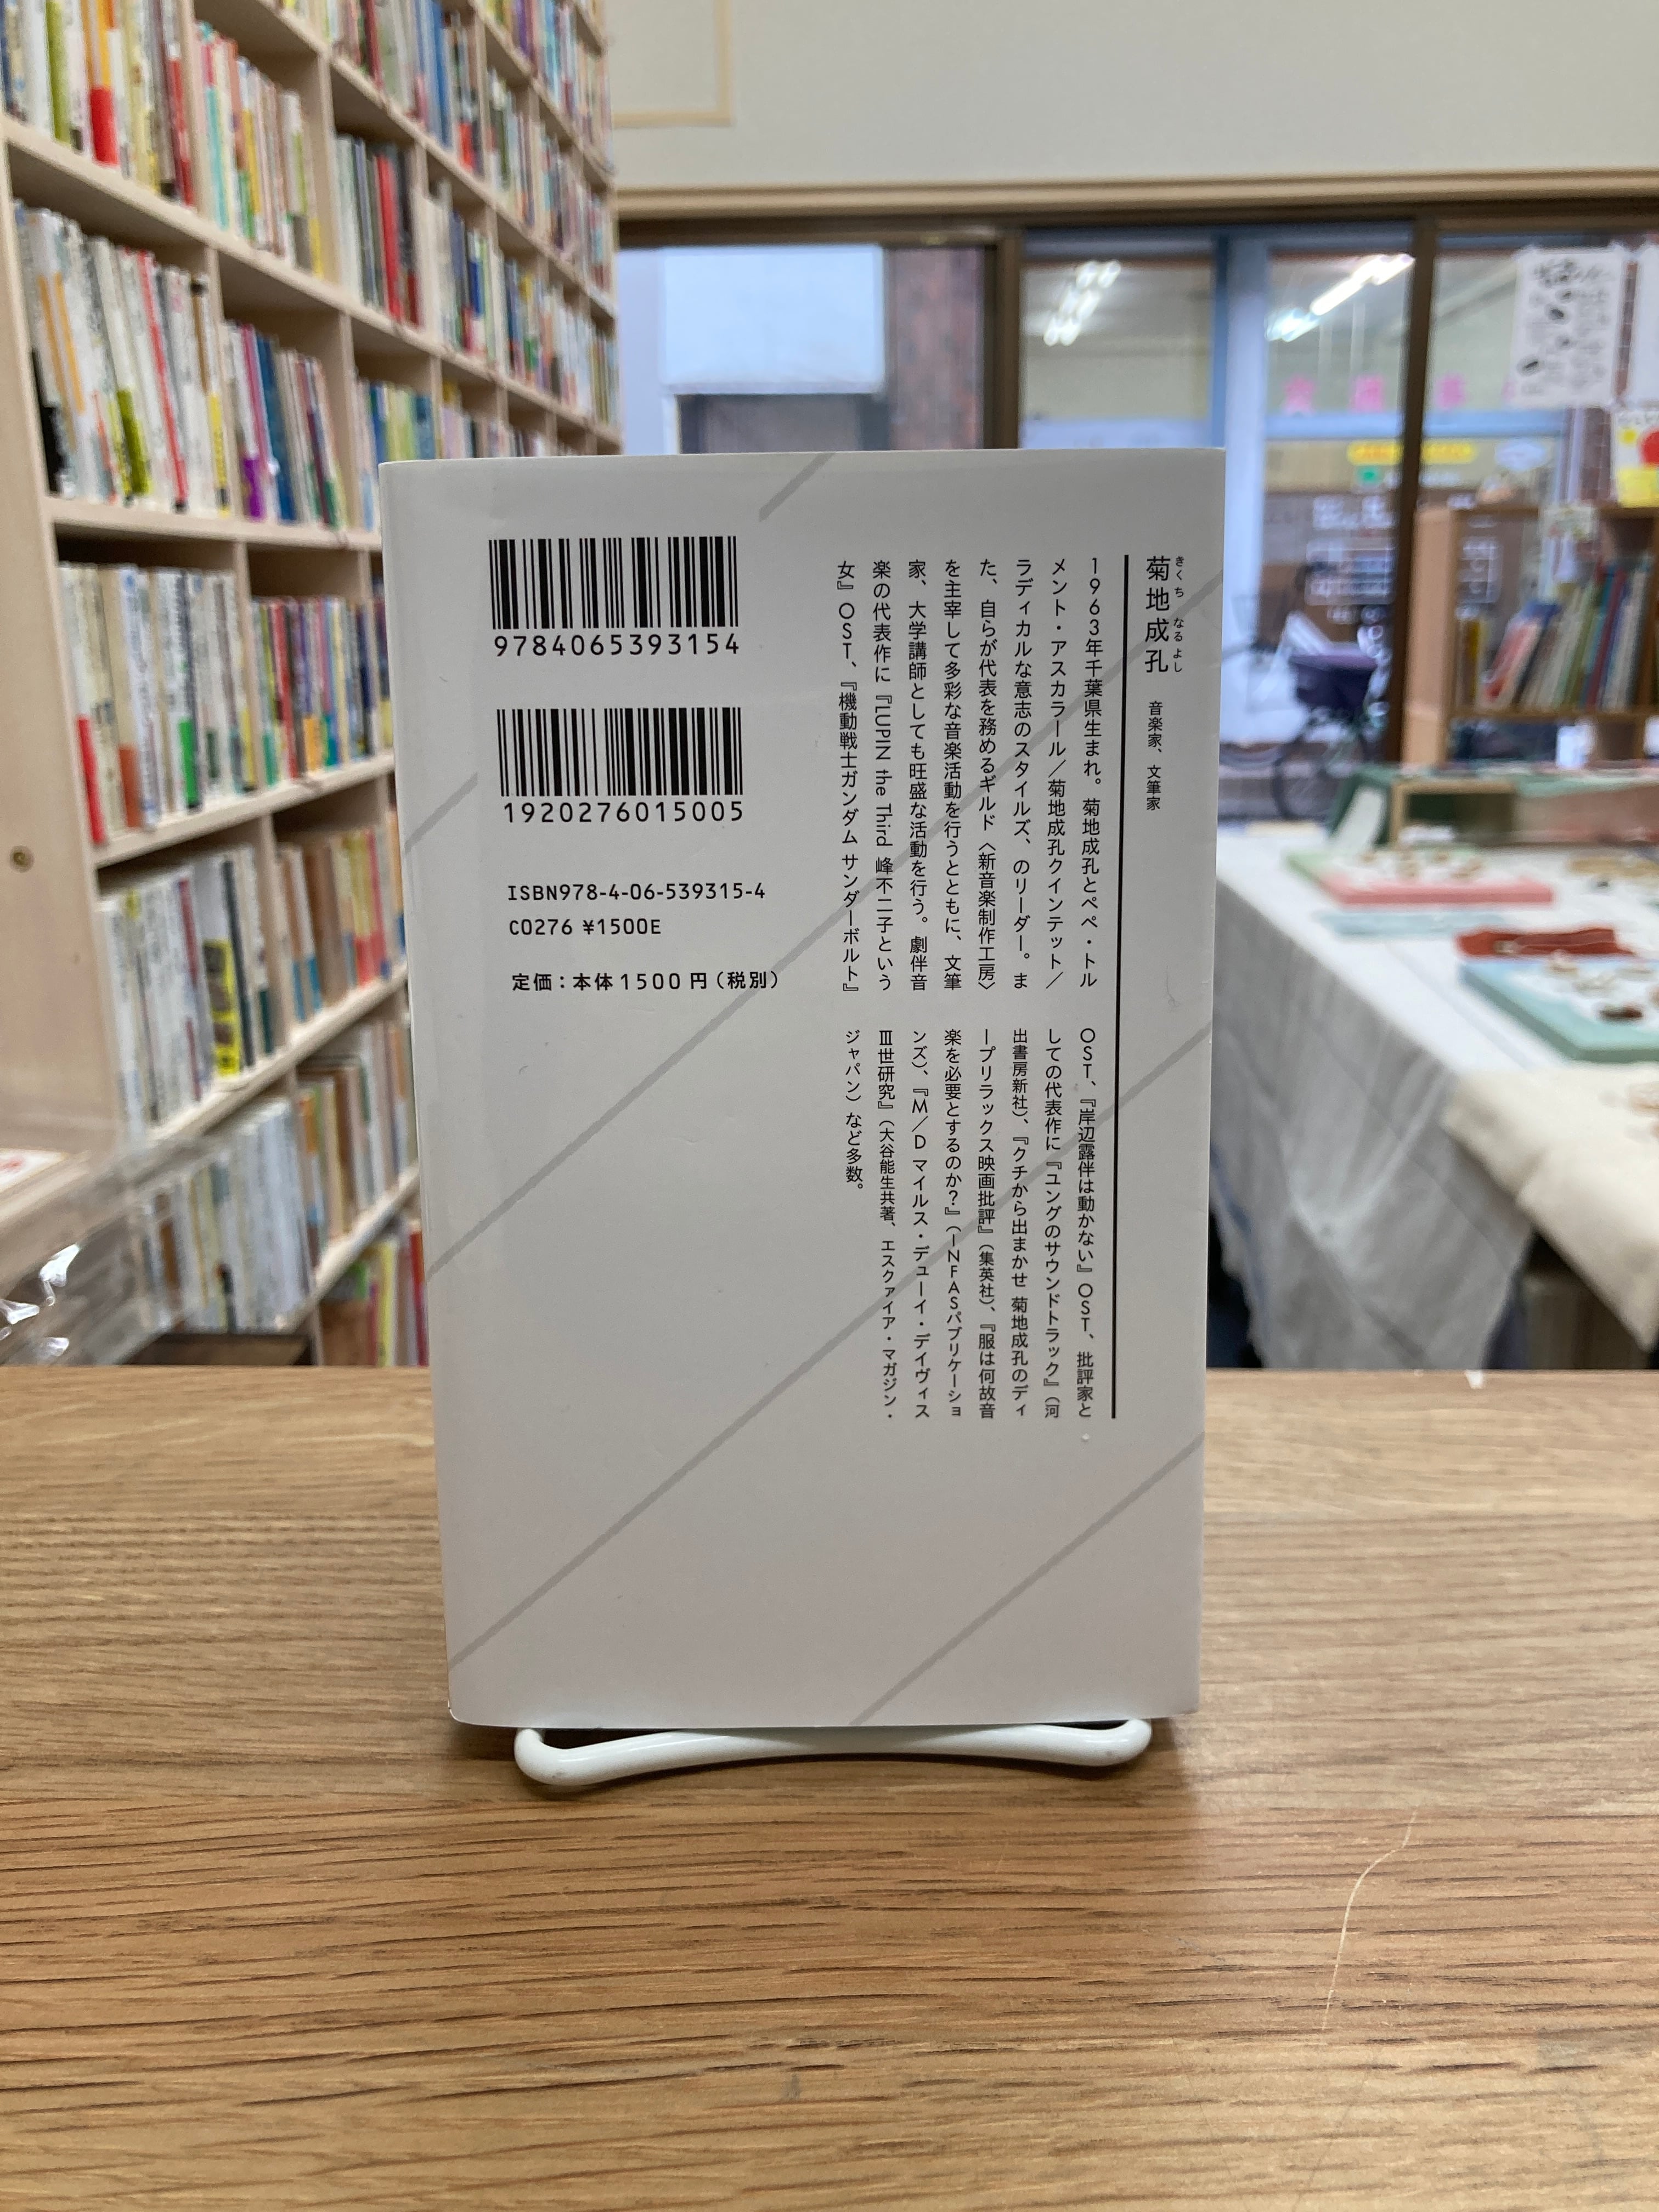 菊地成孔 音楽家、文筆家
きくち なるよし
1963年千葉県生まれ。菊地成孔とペペ・トル
メント・アスカラール／菊地成孔クインテット／
ラディカルな意志のスタイルズ、のリーダー。ま
た、自らが代表を務めるギルド〈新音楽制作工房〉
を主宰して多彩な音楽活動を行うとともに、文筆
家、大学講師としても旺盛な活動を行う。劇伴音
楽の代表作に『LUPIN the Third 峰不二子という
女』OST、『機動戦士ガンダム サンダーボルト』
OST、『岸辺露伴は動かない』OST、批評家と
しての代表作に『ユングのサウンドトラック』（河
出書房新社）、『クチから出まかせ 菊地成孔のディ
ープリラックス映画批評』（集英社）、『服は何故音
楽を必要とするのか？』（INFASパブリケーショ
ンズ）、『M／D マイルス・デューイ・デイヴィス
Ⅲ世研究』（大谷能生共著、エスクァイア・マガジン・
ジャパン）など多数。
9784065393154
1920276015005
ISBN978-4-06-539315-4
C0276 ¥1500E
定価：本体1500円（税別）